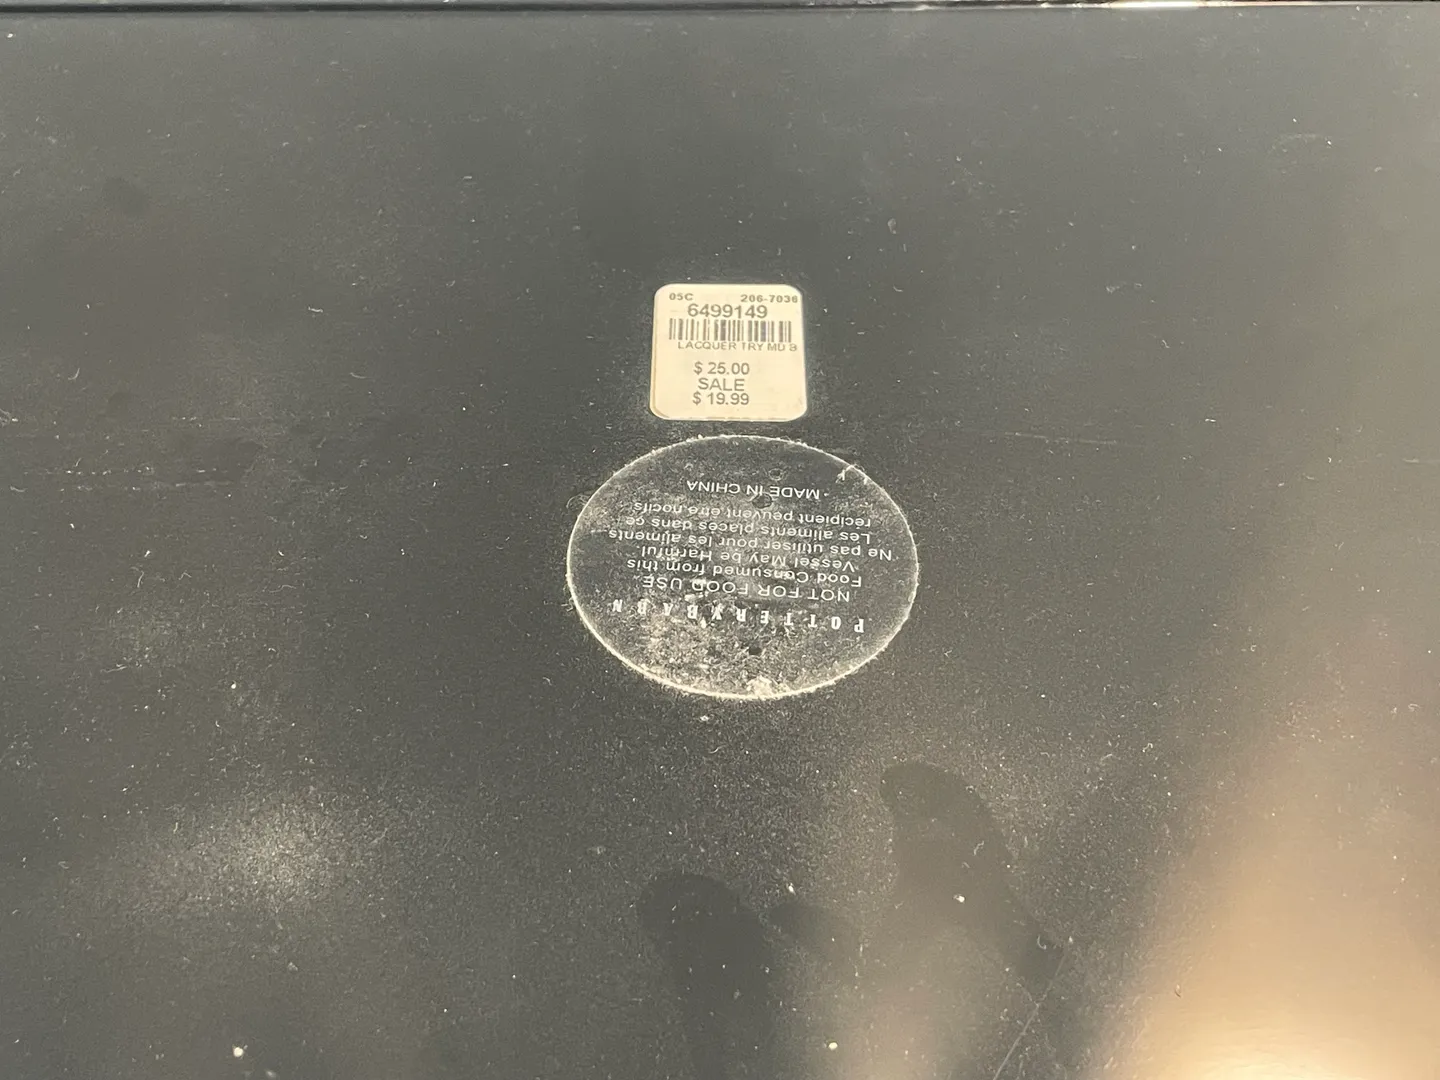 05C 206-7036
6499149
LACQUER TRY MD B
$ 25.00
SALE
$ 19.99
POTTERY BARN
NOT FOR FOOD USE
Food Consumed from this
Vessel May be Harmful
Ne pas utiliser pour les aliments
Les aliments placés dans ce
récipient peuvent être nocifs
MADE IN CHINA